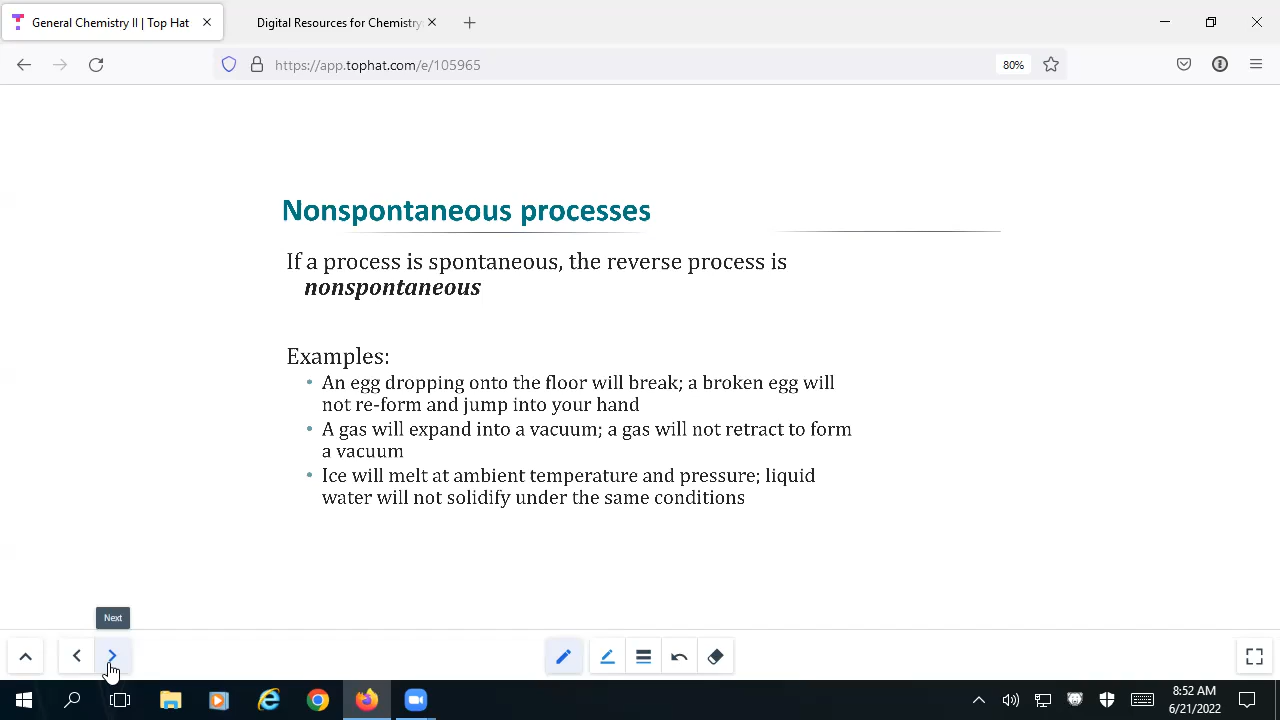 General Chemistry II | Top Hat
Digital Resources for Chemistry
https://app.tophat.com/e/105965
80%
Nonspontaneous processes
If a process is spontaneous, the reverse process is
nonspontaneous
Examples:
• An egg dropping onto the floor will break; a broken egg will
not re-form and jump into your hand
• A gas will expand into a vacuum; a gas will not retract to form
a vacuum
• Ice will melt at ambient temperature and pressure; liquid
water will not solidify under the same conditions
Next
8:52 AM
6/21/2022